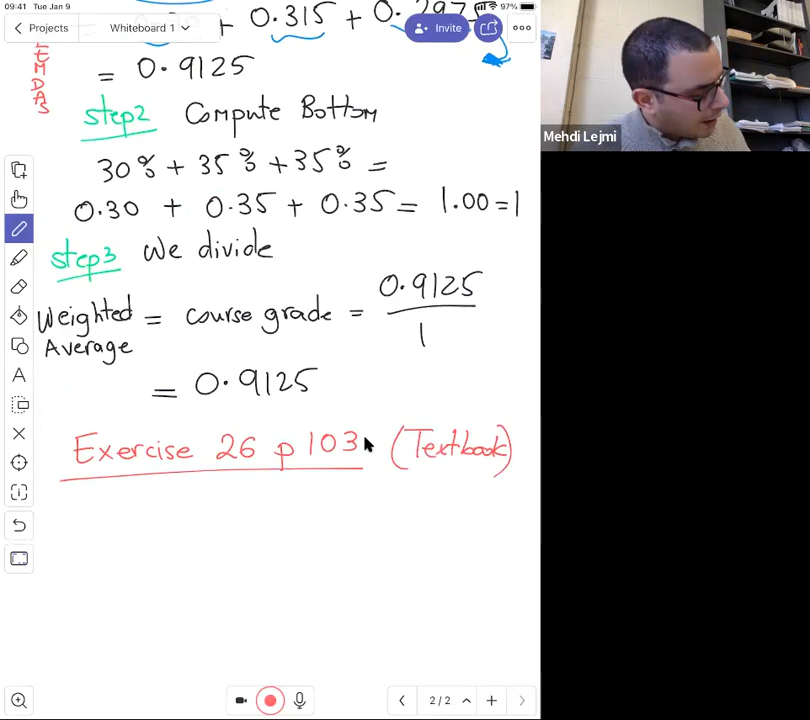 09:41 Tue Jan 9
97%
Projects
Whiteboard 1
Invite
+ 0.315 + 0.297
= 0.9125
EMDAS
step2 Compute Bottom
30% + 35% + 35% =
0.30 + 0.35 + 0.35 = 1.00 = 1
step3 We divide
Weighted Average = course grade = 0.9125 / 1
= 0.9125
Exercise 26 p 103 (Textbook)
A
2/2
Mehdi Lejmi